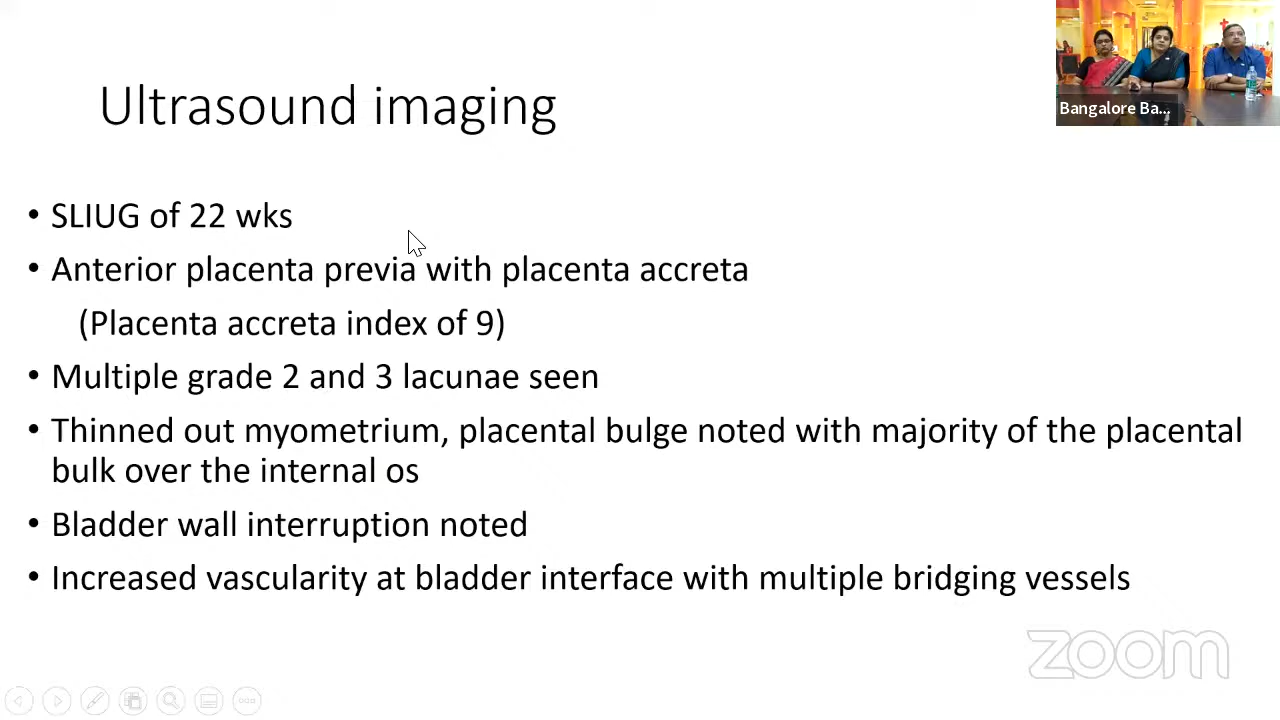 Ultrasound imaging
Bangalore Ba...
• SLIUG of 22 wks
• Anterior placenta previa with placenta accreta
(Placenta accreta index of 9)
• Multiple grade 2 and 3 lacunae seen
• Thinned out myometrium, placental bulge noted with majority of the placental
bulk over the internal os
• Bladder wall interruption noted
• Increased vascularity at bladder interface with multiple bridging vessels
zoom